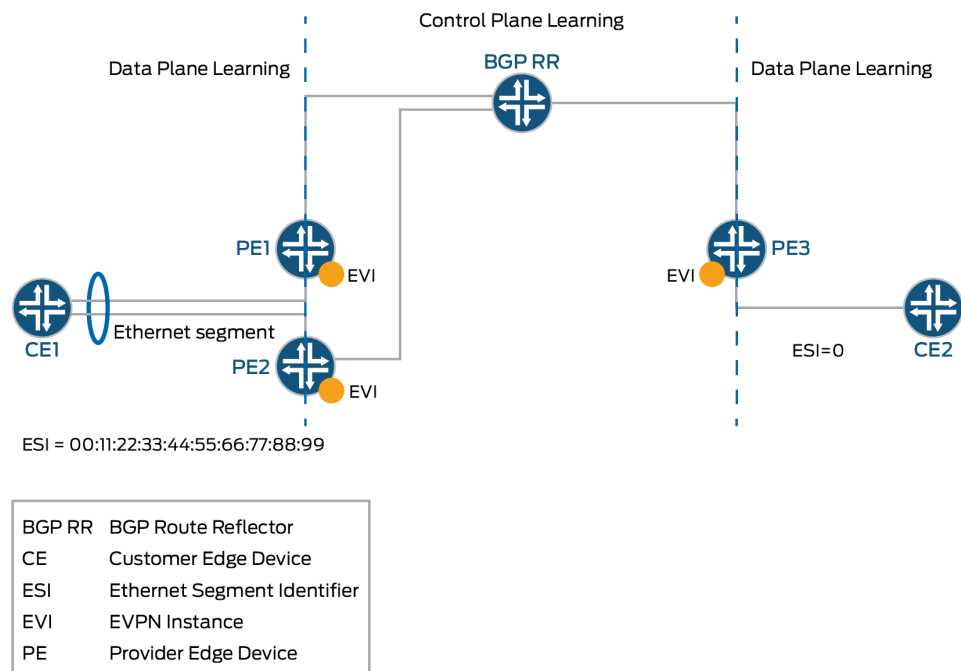 Control Plane Learning
Data Plane Learning
BGP RR
Data Plane Learning
PE1
EVI
PE3
EVI
Ethernet segment
CE1
PE2
EVI
ESI=0
CE2
ESI = 00:11:22:33:44:55:66:77:88:99
BGP RR BGP Route Reflector
CE Customer Edge Device
ESI Ethernet Segment Identifier
EVI EVPN Instance
PE Provider Edge Device